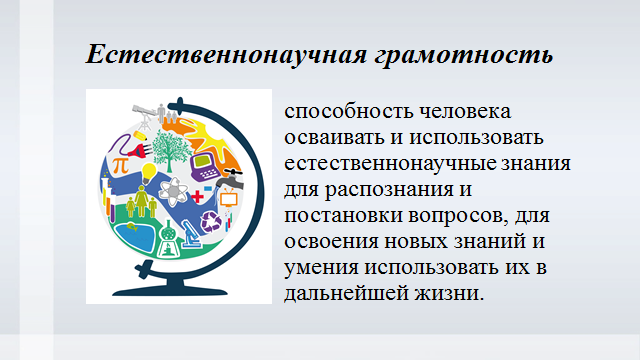 Естественнонаучная грамотность
способность человека
осваивать и использовать
естественнонаучные знания
для распознания и
постановки вопросов, для
освоения новых знаний и
умения использовать их в
дальнейшей жизни.
π